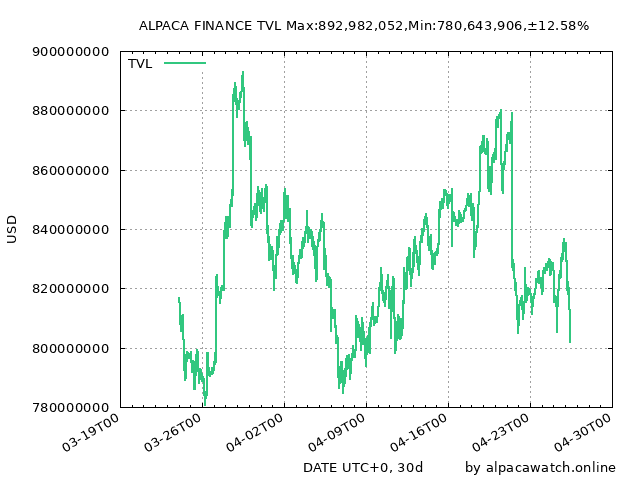 ALPACA FINANCE TVL Max:892,982,052,Min:780,643,906,±12.58%
900000000
880000000
860000000
840000000
820000000
800000000
780000000
USD
TVL
03-19T00
03-26T00
04-02T00
04-09T00
04-16T00
04-23T00
04-30T00
DATE UTC+0, 30d
by alpacawatch.online